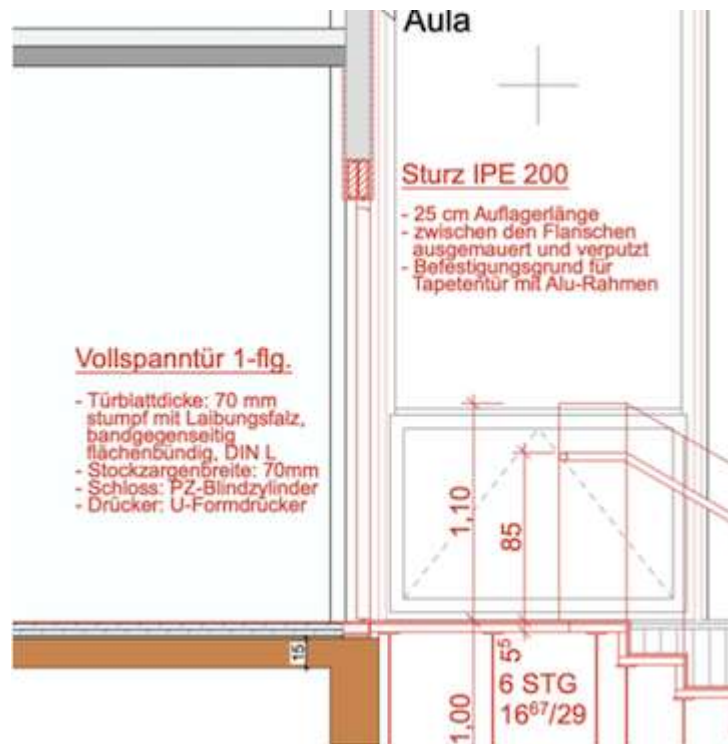 Aula
Sturz IPE 200
- 25 cm Auflagerlänge
- zwischen den Flanschen
ausgemauert und verputzt
- Befestigungsgrund für
Tapetentür mit Alu-Rahmen
Vollspanntür 1-flg.
- Türblattdicke: 70 mm
stumpf mit Laibungsfalz,
bandgegenseitig
flächenbündig, DIN L
- Stockzargenbreite: 70mm
- Schloss: PZ-Blindzylinder
- Drücker: U-Formdrücker
1,10
85
15
5⁵
6 STG
16⁶⁷/29
1,00